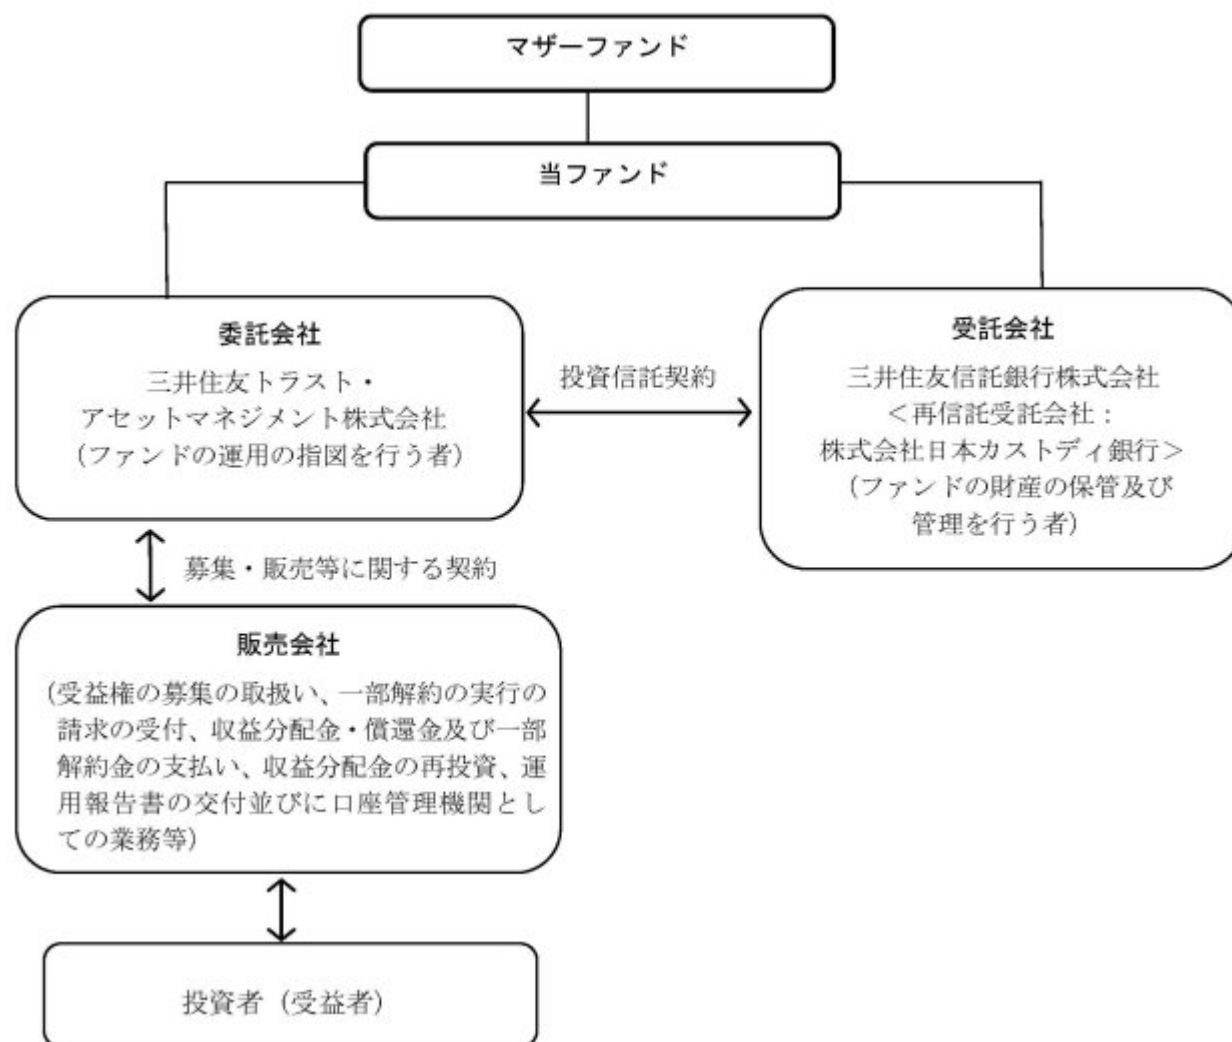 マザーファンド
当ファンド
委託会社
三井住友トラスト・
アセットマネジメント株式会社
（ファンドの運用の指図を行う者）
投資信託契約
受託会社
三井住友信託銀行株式会社
＜再信託受託会社：
株式会社日本カストディ銀行＞
（ファンドの財産の保管及び
管理を行う者）
募集・販売等に関する契約
販売会社
（受益権の募集の取扱い、一部解約の実行の
請求の受付、収益分配金・償還金及び一部
解約金の支払い、収益分配金の再投資、運
用報告書の交付並びに口座管理機関とし
ての業務等）
投資者（受益者）